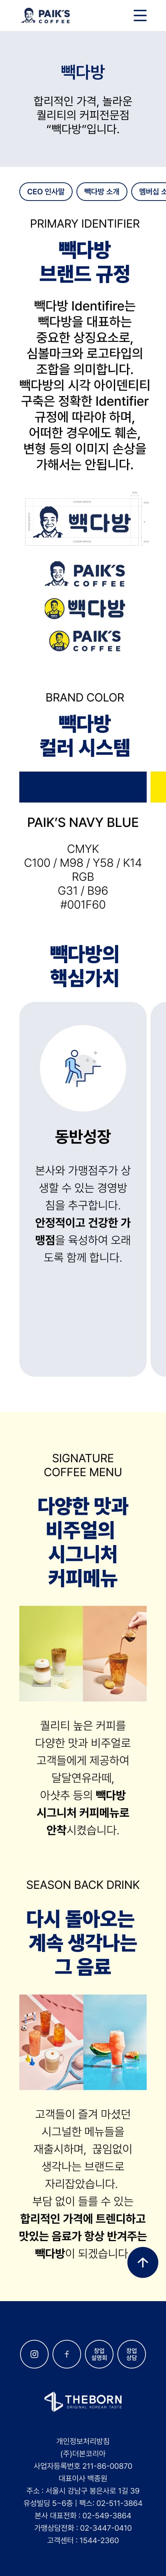 PAIK'S
COFFEE
빽다방
합리적인 가격, 놀라운
퀄리티의 커피전문점
“빽다방”입니다.
CEO 인사말
빽다방 소개
멤버십 소
PRIMARY IDENTIFIER
빽다방
브랜드 규정
빽다방 Identifire는
빽다방을 대표하는
중요한 상징요소로,
심볼마크와 로고타입의
조합을 의미합니다.
빽다방의 시각 아이덴티티
구축은 정확한 Identifier
규정에 따라야 하며,
어떠한 경우에도 훼손,
변형 등의 이미지 손상을
가해서는 안됩니다.
빽다방
PAIK'S
COFFEE
빽다방
PAIK'S
COFFEE
BRAND COLOR
빽다방
컬러 시스템
PAIK’S NAVY BLUE
CMYK
C100 / M98 / Y58 / K14
RGB
G31 / B96
#001F60
빽다방의
핵심가치
동반성장
본사와 가맹점주가 상
생할 수 있는 경영방
침을 추구합니다.
안정적이고 건강한 가
맹점을 육성하여 오래
도록 함께 합니다.
SIGNATURE
COFFEE MENU
다양한 맛과
비주얼의
시그니처
커피메뉴
퀄리티 높은 커피를
다양한 맛과 비주얼로
고객들에게 제공하여
달달연유라떼,
아샷추 등의 빽다방
시그니처 커피메뉴로
안착시켰습니다.
SEASON BACK DRINK
다시 돌아오는
계속 생각나는
그 음료
고객들이 즐겨 마셨던
시그널한 메뉴들을
재출시하며, 끊임없이
생각나는 브랜드로
자리잡았습니다.
부담 없이 들를 수 있는
합리적인 가격에 트렌디하고
맛있는 음료가 항상 반겨주는
빽다방이 되겠습니다.
창업
설명회
창업
상담
THEBORN
ORIGINAL KOREAN TASTE
개인정보처리방침
(주)더본코리아
사업자등록번호 211-86-00870
대표이사 백종원
주소 : 서울시 강남구 봉은사로 1길 39
유성빌딩 5~6층 | 팩스: 02-511-3864
본사 대표전화 : 02-549-3864
가맹상담전화 : 02-3447-0410
고객센터 : 1544-2360